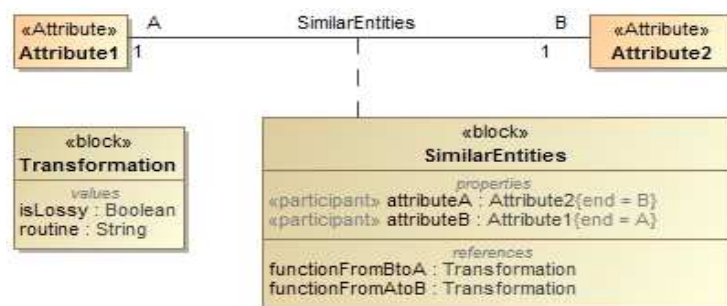 «Attribute»
Attribute1
A
1
SimilarEntities
B
1
«Attribute»
Attribute2
«block»
Transformation
values
isLossy : Boolean
routine : String
«block»
SimilarEntities
properties
«participant» attributeA : Attribute2{end = B}
«participant» attributeB : Attribute1{end = A}
references
functionFromBtoA : Transformation
functionFromAtoB : Transformation